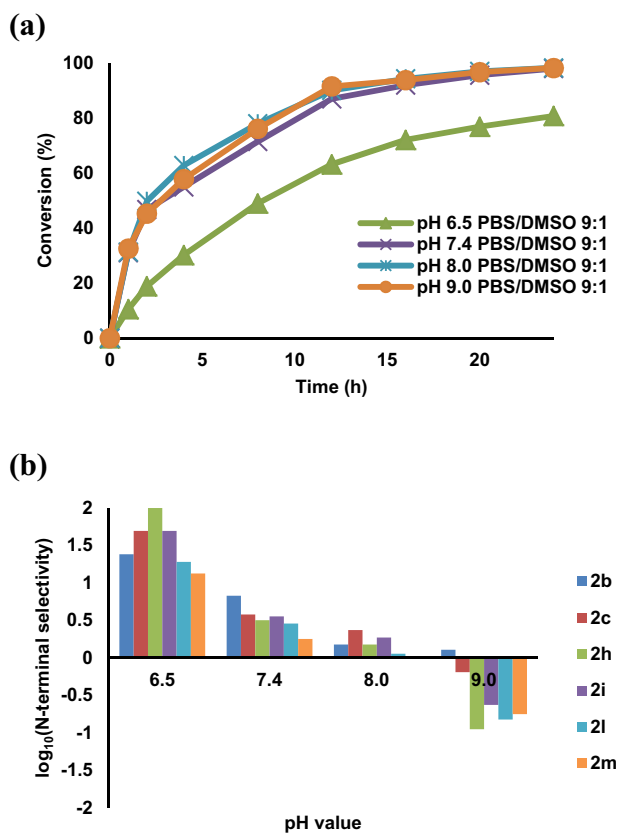 (a)
100
80
60
40
20
0
Conversion (%)
pH 6.5 PBS/DMSO 9:1
pH 7.4 PBS/DMSO 9:1
pH 8.0 PBS/DMSO 9:1
pH 9.0 PBS/DMSO 9:1
0 5 10 15 20
Time (h)
(b)
2
1.5
1
0.5
0
-0.5
-1
-1.5
-2
log₁₀(N-terminal selectivity)
6.5 7.4 8.0 9.0
pH value
2b
2c
2h
2i
2l
2m